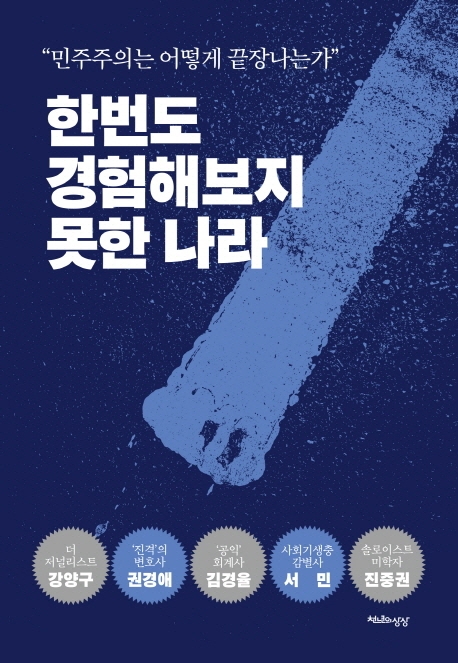 “민주주의는 어떻게 끝장나는가”
한번도
경험해보지
못한 나라
더
저널리스트
강양구
‘진격’의
변호사
권경애
‘공익’
회계사
김경율
사회기생충
감별사
서 민
솔로이스트
미학자
진중권
천년의상상